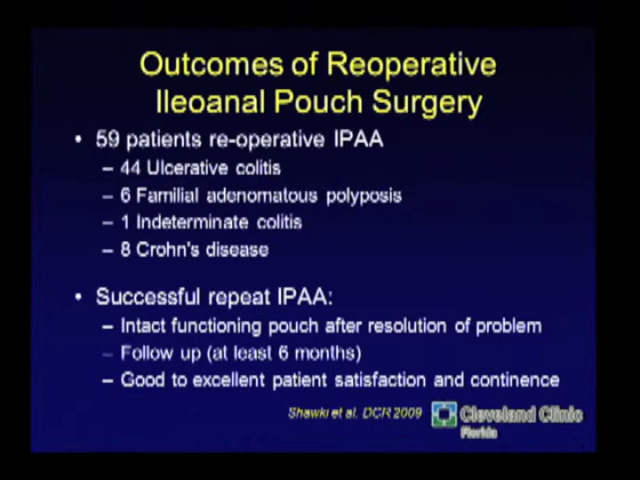 Outcomes of Reoperative
Ileoanal Pouch Surgery
• 59 patients re-operative IPAA
– 44 Ulcerative colitis
– 6 Familial adenomatous polyposis
– 1 Indeterminate colitis
– 8 Crohn's disease
• Successful repeat IPAA:
– Intact functioning pouch after resolution of problem
– Follow up (at least 6 months)
– Good to excellent patient satisfaction and continence
Shawki et al. DCR 2009
Cleveland Clinic
Florida